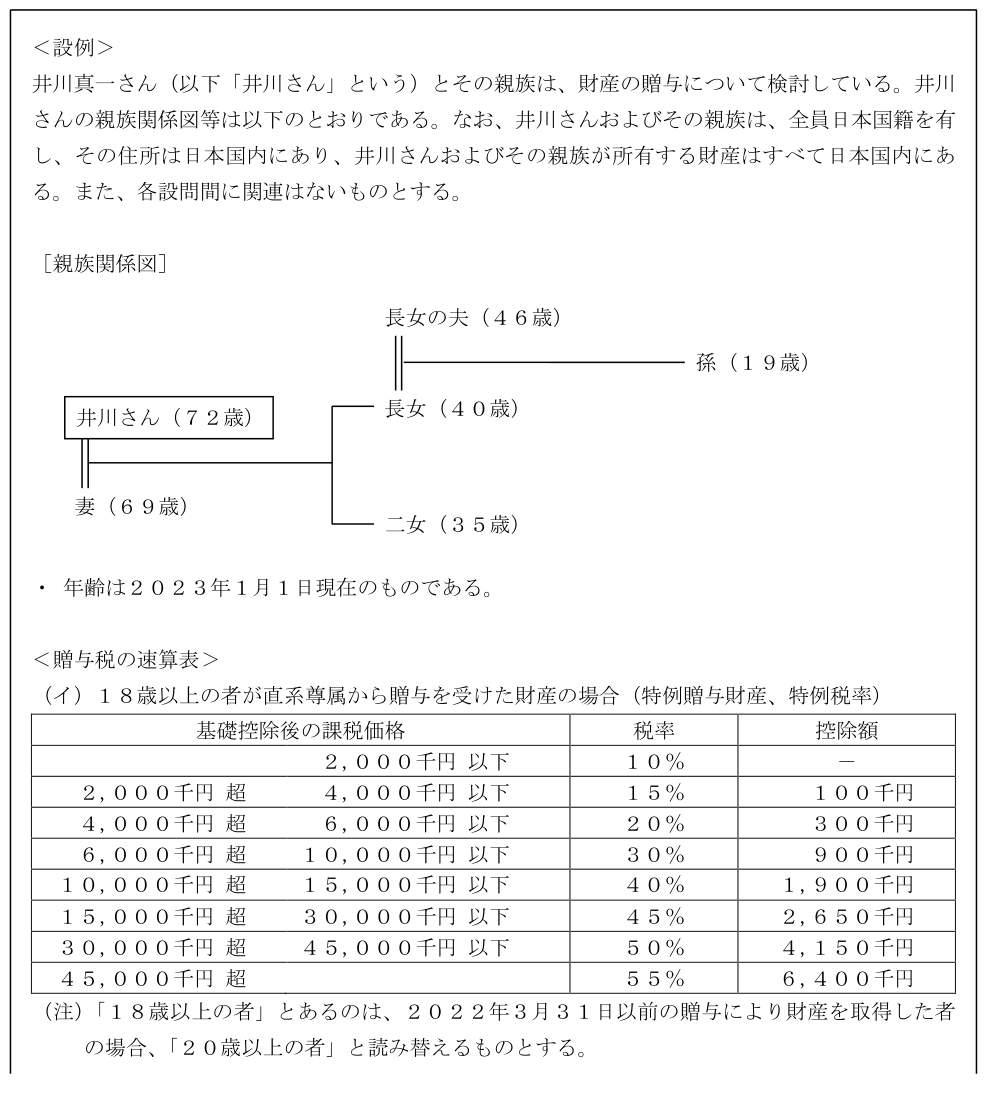 ＜設例＞
井川真一さん（以下「井川さん」という）とその親族は、財産の贈与について検討している。井川
さんの親族関係図等は以下のとおりである。なお、井川さんおよびその親族は、全員日本国籍を有
し、その住所は日本国内にあり、井川さんおよびその親族が所有する財産はすべて日本国内にあ
る。また、各設問間に関連はないものとする。
［親族関係図］
長女の夫（４６歳）
孫（１９歳）
長女（４０歳）
井川さん（７２歳）
妻（６９歳）
二女（３５歳）
・ 年齢は２０２３年１月１日現在のものである。
＜贈与税の速算表＞
（イ）１８歳以上の者が直系尊属から贈与を受けた財産の場合（特例贈与財産、特例税率）
基礎控除後の課税価格 税率 控除額
２，０００千円 以下 １０％ －
２，０００千円 超 ４，０００千円 以下 １５％ １００千円
４，０００千円 超 ６，０００千円 以下 ２０％ ３００千円
６，０００千円 超 １０，０００千円 以下 ３０％ ９００千円
１０，０００千円 超 １５，０００千円 以下 ４０％ １，９００千円
１５，０００千円 超 ３０，０００千円 以下 ４５％ ２，６５０千円
３０，０００千円 超 ４５，０００千円 以下 ５０％ ４，１５０千円
４５，０００千円 超 ５５％ ６，４００千円
（注）「１８歳以上の者」とあるのは、２０２２年３月３１日以前の贈与により財産を取得した者
の場合、「２０歳以上の者」と読み替えるものとする。